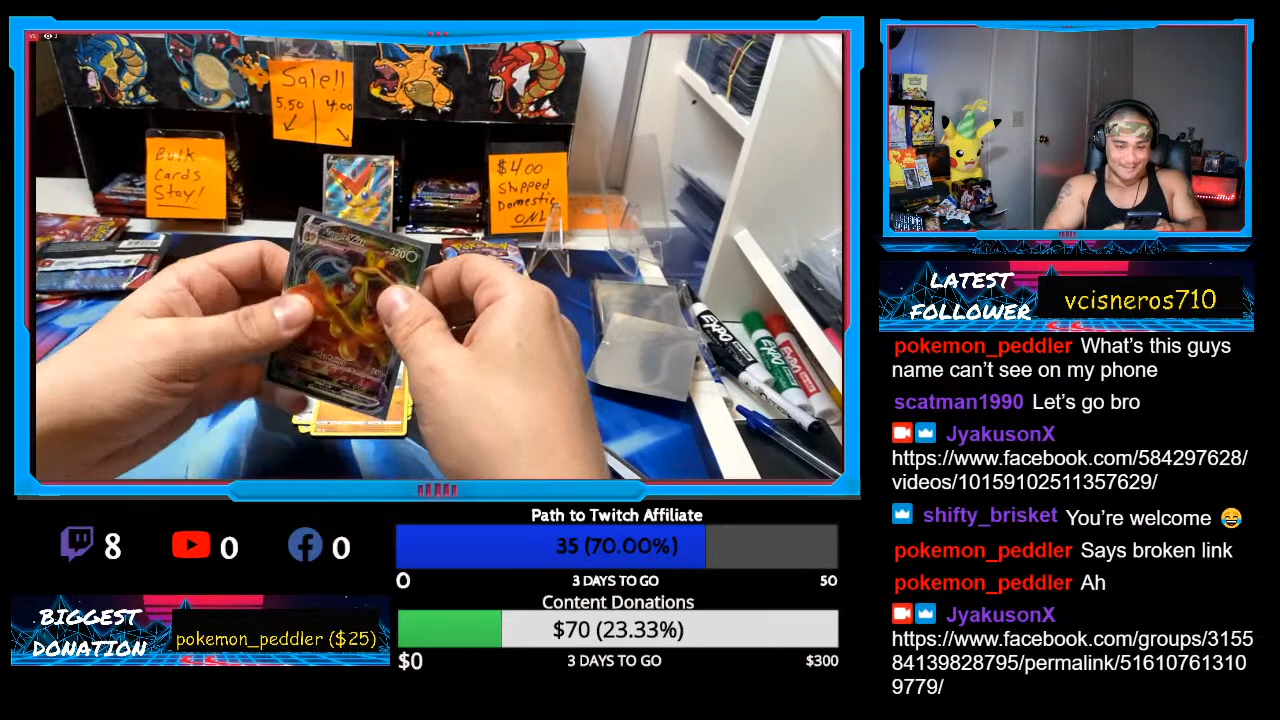 Sale!!
5.50 4.00
Bulk
Cards
Stay!
$4.00
Shipped
Domestic
ONL
320
EXPO
EXPO
EXPO
LATEST
FOLLOWER
vcisneros710
pokemon_peddler What's this guys
name can't see on my phone
scatman1990 Let's go bro
JyakusonX
https://www.facebook.com/584297628/
videos/10159102511357629/
shifty_brisket You're welcome 😂
pokemon_peddler Says broken link
pokemon_peddler Ah
JyakusonX
https://www.facebook.com/groups/3155
84139828795/permalink/51610761310
9779/
8 0 0
Path to Twitch Affiliate
35 (70.00%)
0 3 DAYS TO GO 50
Content Donations
$70 (23.33%)
$0 3 DAYS TO GO $300
BIGGEST
DONATION
pokemon_peddler ($25)